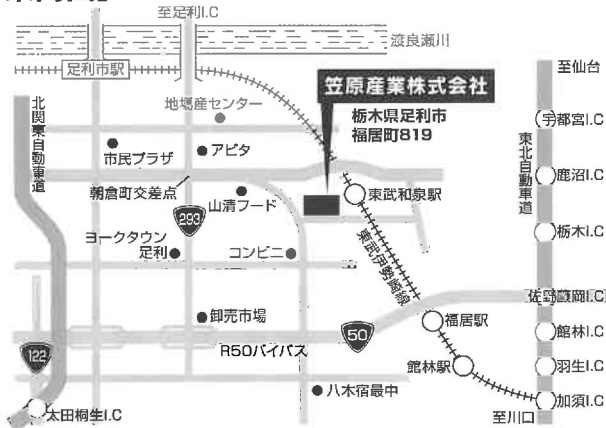 至足利I.C
渡良瀬川
足利市駅
至仙台
笠原産業株式会社
栃木県足利市
福居町819
地場産センター
北関東自動車道
宇都宮I.C
市民プラザ
アピタ
東北自動車道
鹿沼I.C
朝倉町交差点
山清フード
東武和泉駅
293
栃木I.C
ヨークタウン
足利
コンビニ
東武伊勢崎線
佐野藤岡I.C
卸売市場
50
福居駅
館林I.C
R50バイパス
122
館林駅
羽生I.C
八木宿最中
加須I.C
太田桐生I.C
至川口